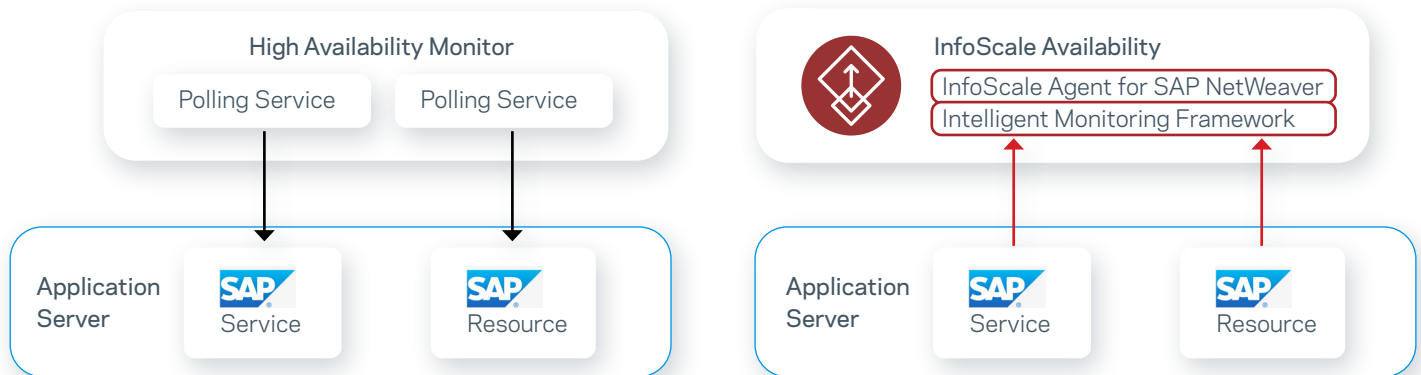 High Availability Monitor
Polling Service
Polling Service
Application
Server
SAP®
Service
SAP®
Resource
InfoScale Availability
InfoScale Agent for SAP NetWeaver
Intelligent Monitoring Framework
Application
Server
SAP®
Service
SAP®
Resource